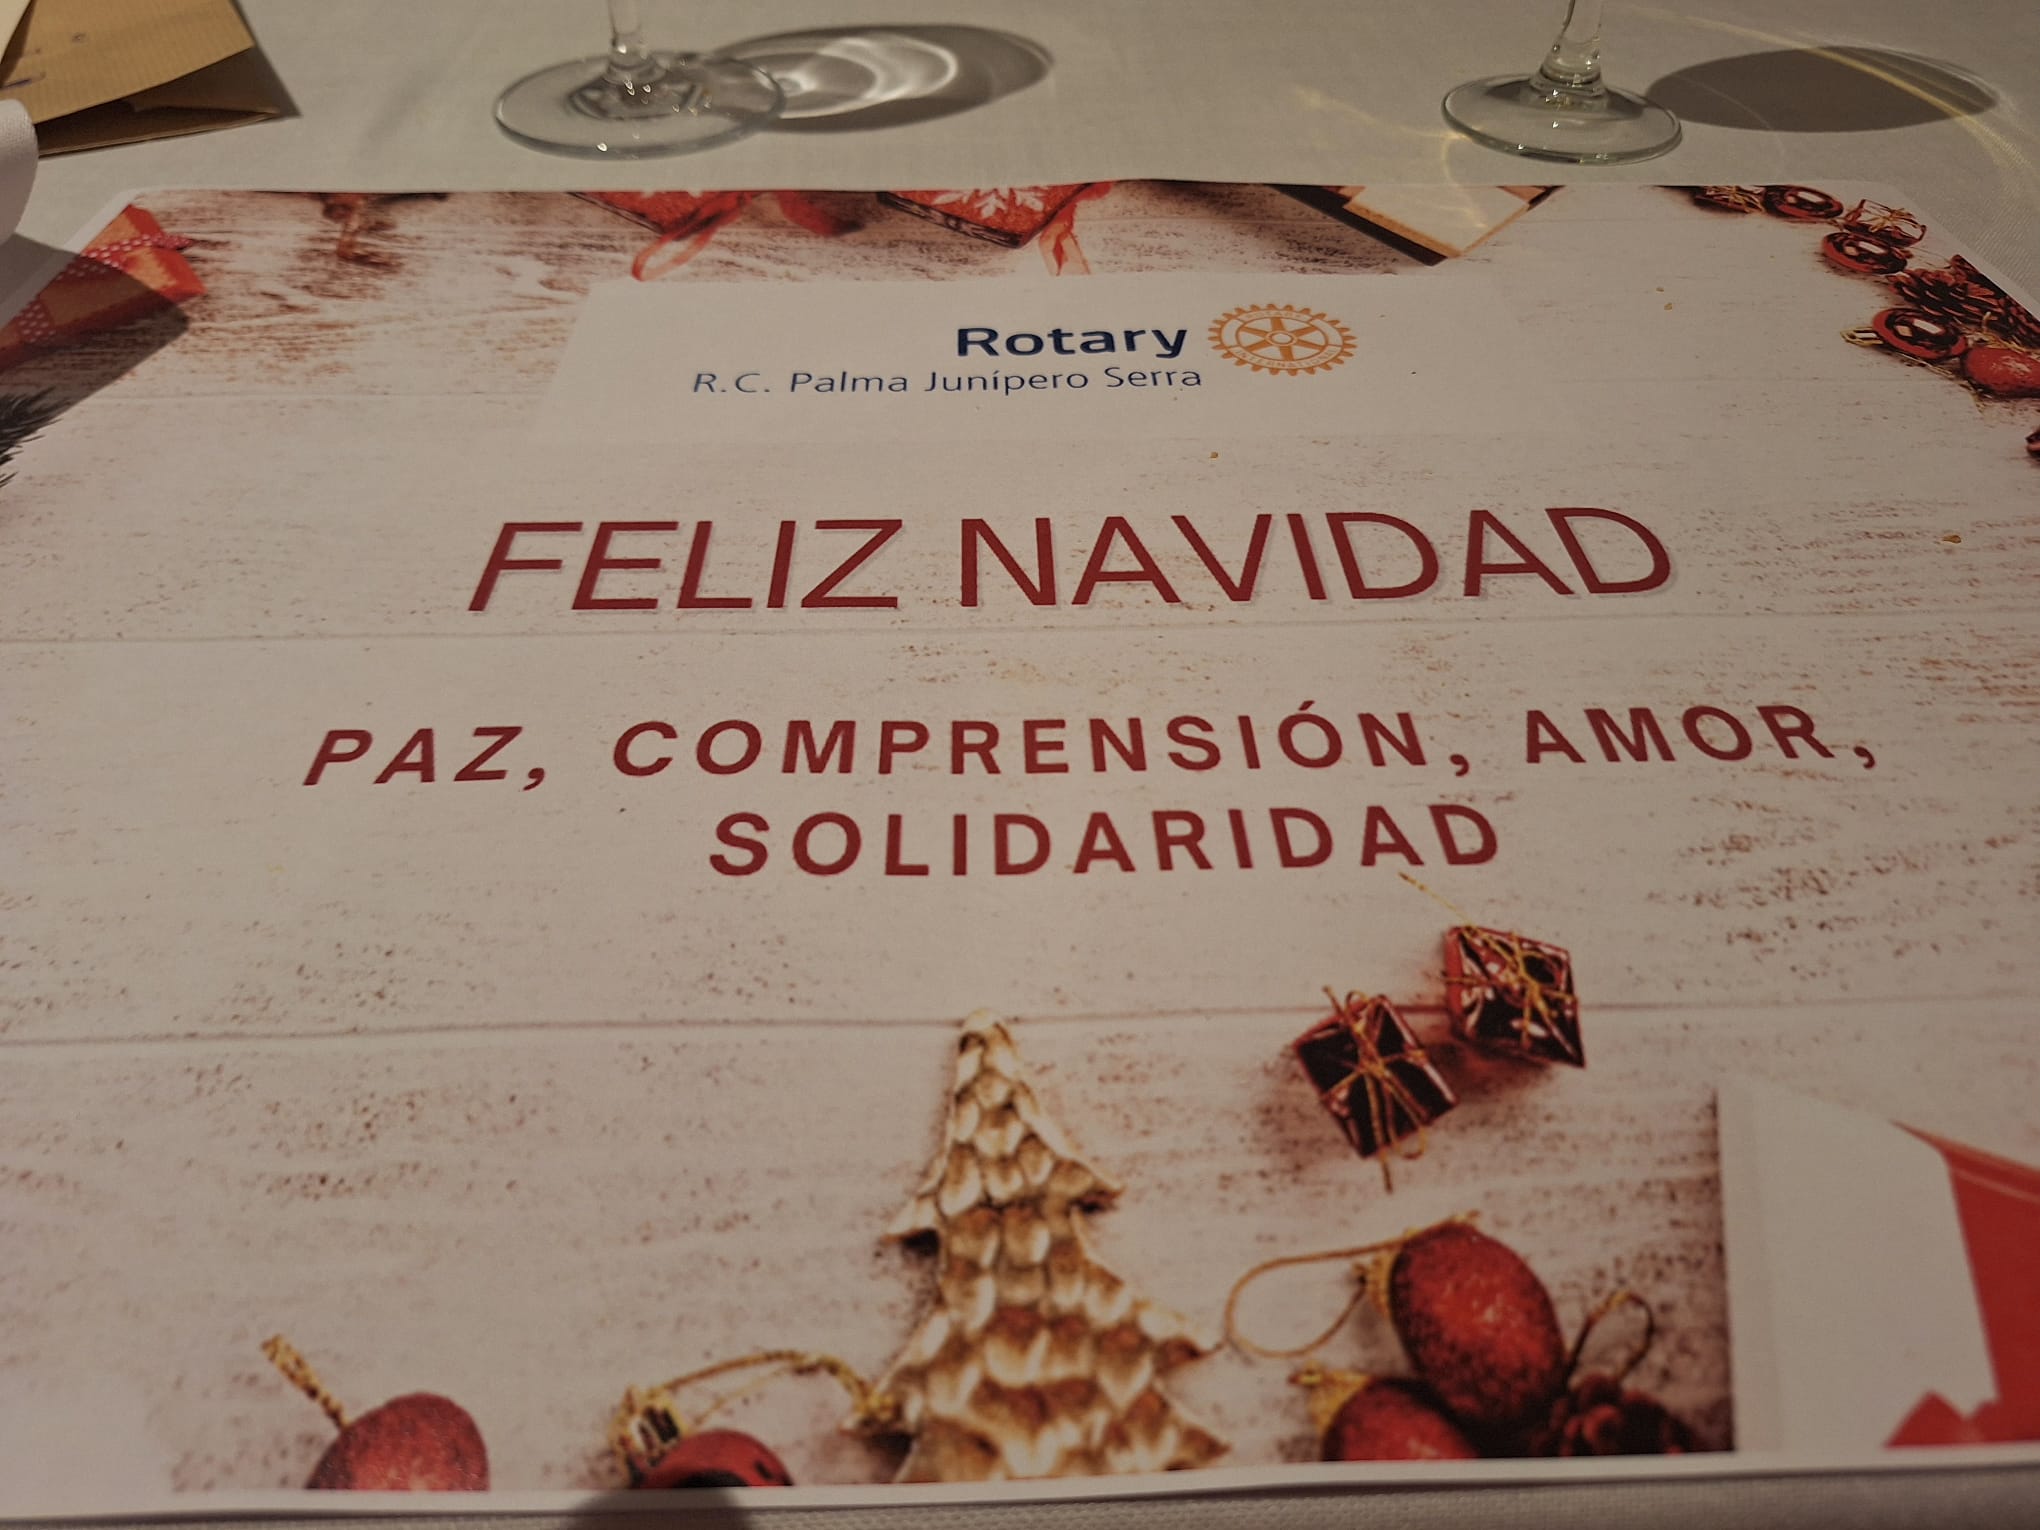 Rotary
R.C. Palma Junípero Serra
FELIZ NAVIDAD
PAZ, COMPRENSIÓN, AMOR,
SOLIDARIDAD